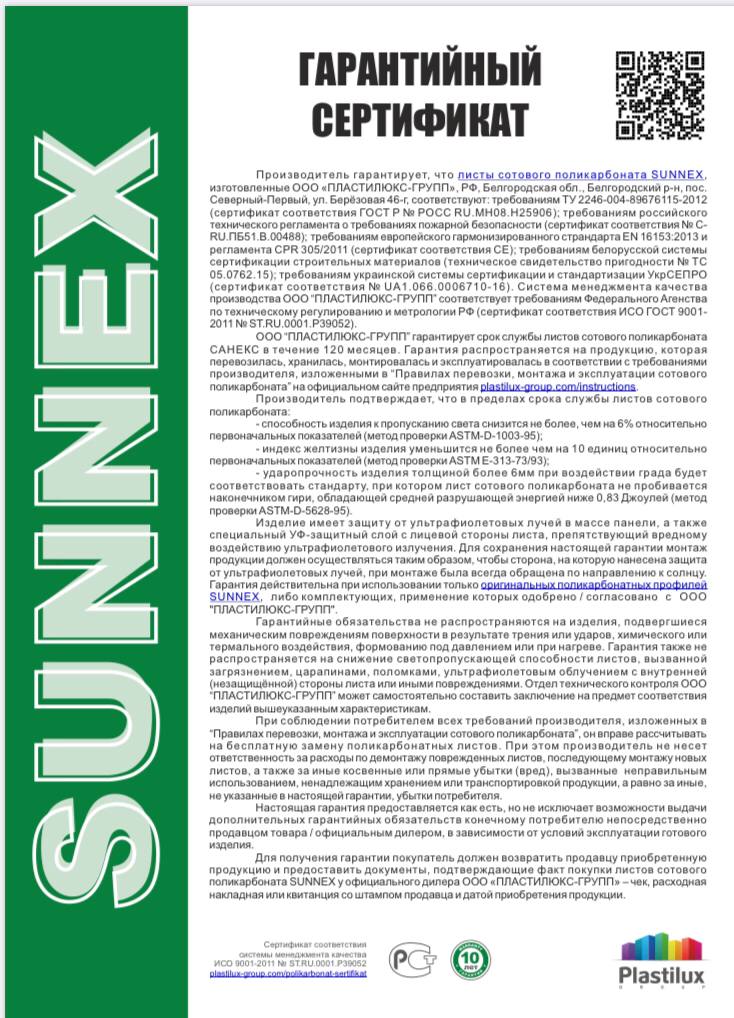 SUNNEX
ГАРАНТИЙНЫЙ
СЕРТИФИКАТ
Производитель гарантирует, что листы сотового поликарбоната SUNNEX,
изготовленные ООО «ПЛАСТИЛЮКС-ГРУПП», РФ, Белгородская обл., Белгородский р-н, пос.
Северный-Первый, ул. Берёзовая 46-г, соответствуют: требованиям ТУ 2246-004-89676115-2012
(сертификат соответствия ГОСТ Р № РОСС RU.МН08.Н25906); требованиям российского
технического регламента о требованиях пожарной безопасности (сертификат соответствия № С-
RU.ПБ51.В.00488); требованиям европейского гармонизированного страндарта EN 16153:2013 и
регламента CPR 305/2011 (сертификат соответствия CE); требованиям белорусской системы
сертификации строительных материалов (техническое свидетельство пригодности № ТС
05.0762.15); требованиям украинской системы сертификации и стандартизации УкрСЕПРО
(сертификат соответствия № UA1.066.0006710-16). Система менеджмента качества
производства ООО “ПЛАСТИЛЮКС-ГРУПП” соответствует требованиям Федерального Агенства
по техническому регулированию и метрологии РФ (сертификат соответствия ИСО ГОСТ 9001-
2011 № ST.RU.0001.P39052).
ООО “ПЛАСТИЛЮКС-ГРУПП” гарантирует срок службы листов сотового поликарбоната
САНЕКС в течение 120 месяцев. Гарантия распространяется на продукцию, которая
перевозилась, хранилась, монтировалась и эксплуатировалась в соответствии с требованиями
производителя, изложенными в “Правилах перевозки, монтажа и эксплуатации сотового
поликарбоната” на официальном сайте предприятия plastilux-group.com/instructions.
Производитель подтверждает, что в пределах срока службы листов сотового
поликарбоната:
- способность изделия к пропусканию света снизится не более, чем на 6% относительно
первоначальных показателей (метод проверки ASTM-D-1003-95);
- индекс желтизны изделия уменьшится не более чем на 10 единиц относительно
первоначальных показателей (метод проверки ASTM E-313-73/93);
- ударопрочность изделия толщиной более 6мм при воздействии града будет
соответствовать стандарту, при котором лист сотового поликарбоната не пробивается
наконечником гири, обладающей средней разрушающей энергией ниже 0,83 Джоулей (метод
проверки ASTM-D-5628-95).
Изделие имеет защиту от ультрафиолетовых лучей в массе панели, а также
специальный УФ-защитный слой с лицевой стороны листа, препятствующий вредному
воздействию ультрафиолетового излучения. Для сохранения настоящей гарантии монтаж
продукции должен осуществляться таким образом, чтобы сторона, на которую нанесена защита
от ультрафиолетовых лучей, при монтаже была всегда обращена по направлению к солнцу.
Гарантия действительна при использовании только оригинальных поликарбонатных профилей
SUNNEX, либо комплектующих, применение которых одобрено / согласовано с ООО
"ПЛАСТИЛЮКС-ГРУПП".
Гарантийные обязательства не распространяются на изделия, подвергшиеся
механическим повреждениям поверхности в результате трения или ударов, химического или
термального воздействия, формованию под давлением или при нагреве. Гарантия также не
распространяется на снижение светопропускающей способности листов, вызванной
загрязнением, царапинами, поломками, ультрафиолетовым облучением с внутренней
(незащищённой) стороны листа или иными повреждениями. Отдел технического контроля ООО
“ПЛАСТИЛЮКС-ГРУПП” может самостоятельно составить заключение на предмет соответствия
изделий вышеуказанным характеристикам.
При соблюдении потребителем всех требований производителя, изложенных в
“Правилах перевозки, монтажа и эксплуатации сотового поликарбоната”, он вправе рассчитывать
на бесплатную замену поликарбонатных листов. При этом производитель не несет
ответственность за расходы по демонтажу поврежденных листов, последующему монтажу новых
листов, а также за иные косвенные или прямые убытки (вред), вызванные неправильным
использованием, ненадлежащим хранением или транспортировкой продукции, а равно за иные,
не указанные в настоящей гарантии, убытки потребителя.
Настоящая гарантия предоставляется как есть, но не исключает возможности выдачи
дополнительных гарантийных обязательств конечному потребителю непосредственно
продавцом товара / официальным дилером, в зависимости от условий эксплуатации готового
изделия.
Для получения гарантии покупатель должен возвратить продавцу приобретенную
продукцию и предоставить документы, подтверждающие факт покупки листов сотового
поликарбоната SUNNEX у официального дилера ООО «ПЛАСТИЛЮКС-ГРУПП» – чек, расходная
накладная или квитанция со штампом продавца и датой приобретения продукции.
Сертификат соответствия
системы менеджмента качества
ИСО 9001-2011 № ST.RU.0001.P39052
plastilux-group.com/polikarbonat-sertifikat
РСТ
10
ЛЕТ
Plastilux
GROUP